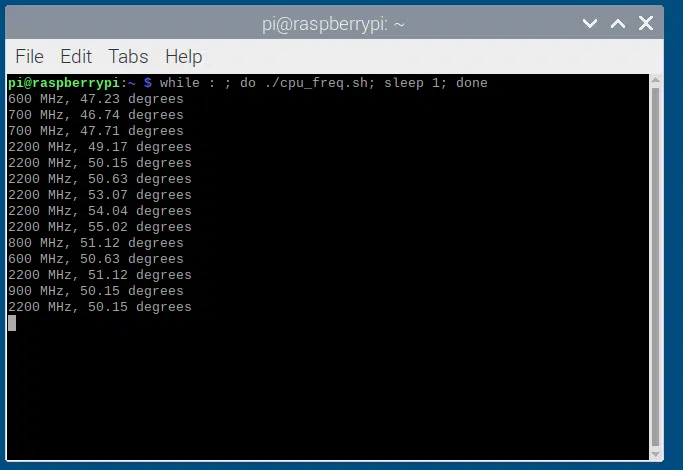 pi@raspberrypi: ~
File Edit Tabs Help
pi@raspberrypi:~ $ while : ; do ./cpu_freq.sh; sleep 1; done
600 MHz, 47.23 degrees
700 MHz, 46.74 degrees
700 MHz, 47.71 degrees
2200 MHz, 49.17 degrees
2200 MHz, 50.15 degrees
2200 MHz, 50.63 degrees
2200 MHz, 53.07 degrees
2200 MHz, 54.04 degrees
2200 MHz, 55.02 degrees
800 MHz, 51.12 degrees
600 MHz, 50.63 degrees
2200 MHz, 51.12 degrees
900 MHz, 50.15 degrees
2200 MHz, 50.15 degrees